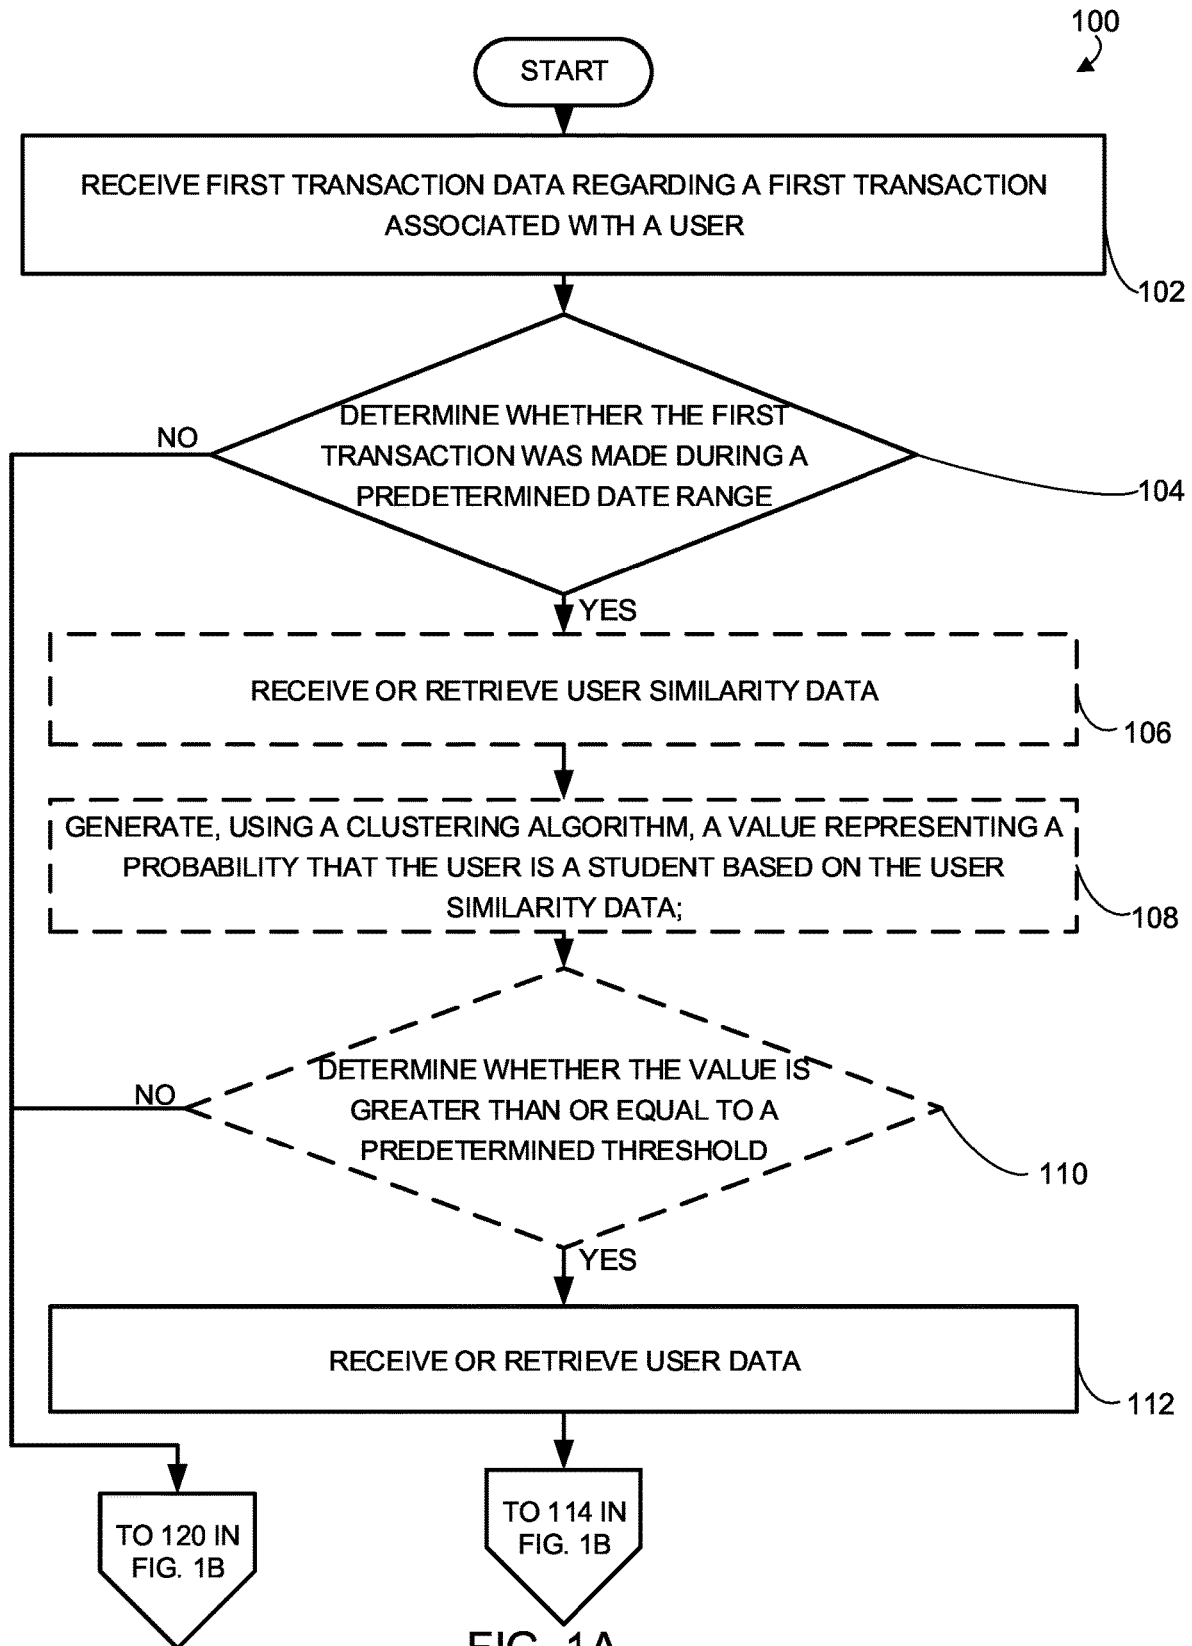 100
START
RECEIVE FIRST TRANSACTION DATA REGARDING A FIRST TRANSACTION
ASSOCIATED WITH A USER
102
DETERMINE WHETHER THE FIRST
TRANSACTION WAS MADE DURING A
PREDETERMINED DATE RANGE
NO
104
YES
RECEIVE OR RETRIEVE USER SIMILARITY DATA
106
GENERATE, USING A CLUSTERING ALGORITHM, A VALUE REPRESENTING A
PROBABILITY THAT THE USER IS A STUDENT BASED ON THE USER
SIMILARITY DATA;
108
DETERMINE WHETHER THE VALUE IS
GREATER THAN OR EQUAL TO A
PREDETERMINED THRESHOLD
NO
110
YES
RECEIVE OR RETRIEVE USER DATA
112
TO 114 IN
FIG. 1B
TO 120 IN
FIG. 1B
FIG. 1A